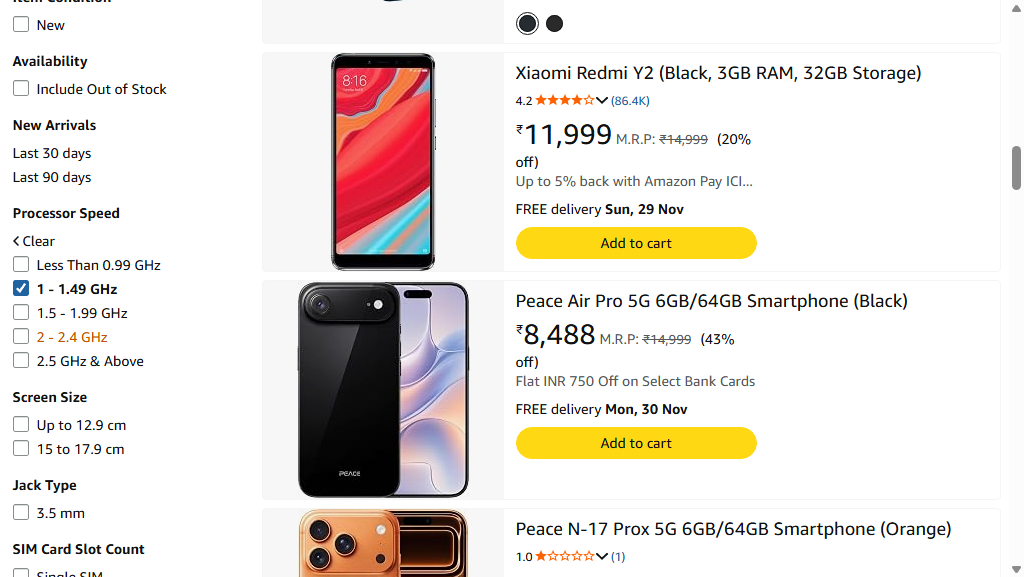 Item Condition
New
Availability
Include Out of Stock
New Arrivals
Last 30 days
Last 90 days
Processor Speed
Clear
Less Than 0.99 GHz
1 - 1.49 GHz
1.5 - 1.99 GHz
2 - 2.4 GHz
2.5 GHz & Above
Screen Size
Up to 12.9 cm
15 to 17.9 cm
Jack Type
3.5 mm
SIM Card Slot Count
Single SIM
8:16
Xiaomi Redmi Y2 (Black, 3GB RAM, 32GB Storage)
4.2 (86.4K)
₹11,999 M.R.P: ₹14,999 (20%
off)
Up to 5% back with Amazon Pay ICI...
FREE delivery Sun, 29 Nov
Add to cart
PEACE
Peace Air Pro 5G 6GB/64GB Smartphone (Black)
₹8,488 M.R.P: ₹14,999 (43%
off)
Flat INR 750 Off on Select Bank Cards
FREE delivery Mon, 30 Nov
Add to cart
Peace N-17 Prox 5G 6GB/64GB Smartphone (Orange)
1.0 (1)